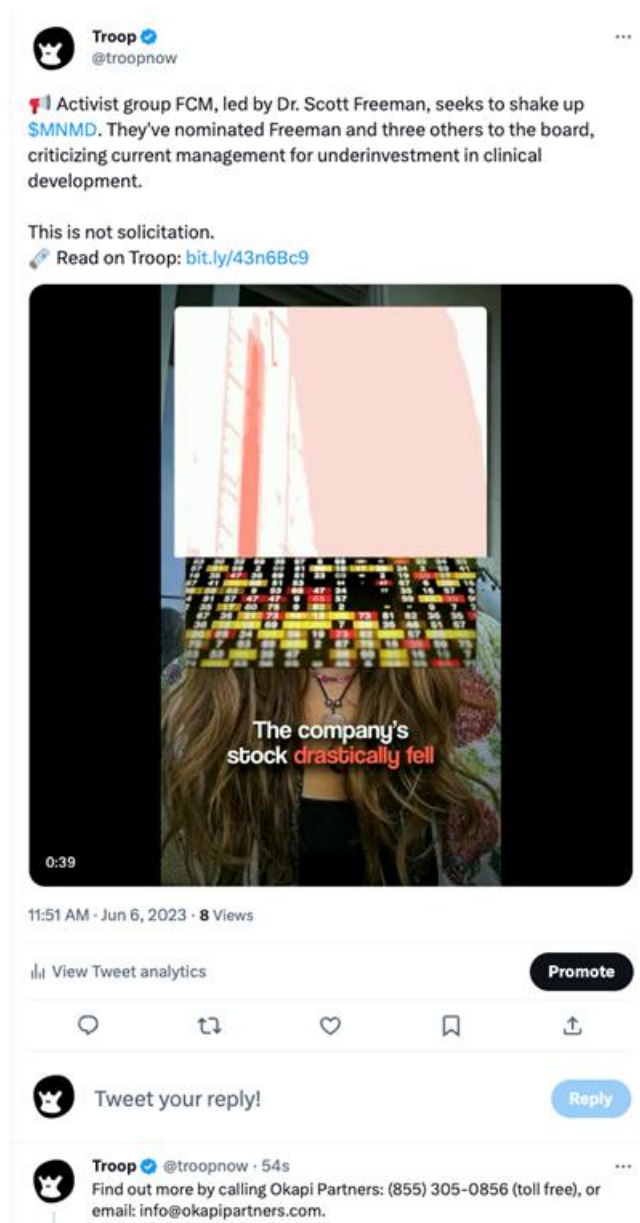 Troop
@troopnow
Activist group FCM, led by Dr. Scott Freeman, seeks to shake up
$MNMD. They've nominated Freeman and three others to the board,
criticizing current management for underinvestment in clinical
development.
This is not solicitation.
Read on Troop: bit.ly/43n6Bc9
The company's
stock drastically fell
0:39
11:51 AM · Jun 6, 2023 · 8 Views
View Tweet analytics
Promote
Tweet your reply!
Reply
Troop @troopnow · 54s
Find out more by calling Okapi Partners: (855) 305-0856 (toll free), or
email: info@okapipartners.com.